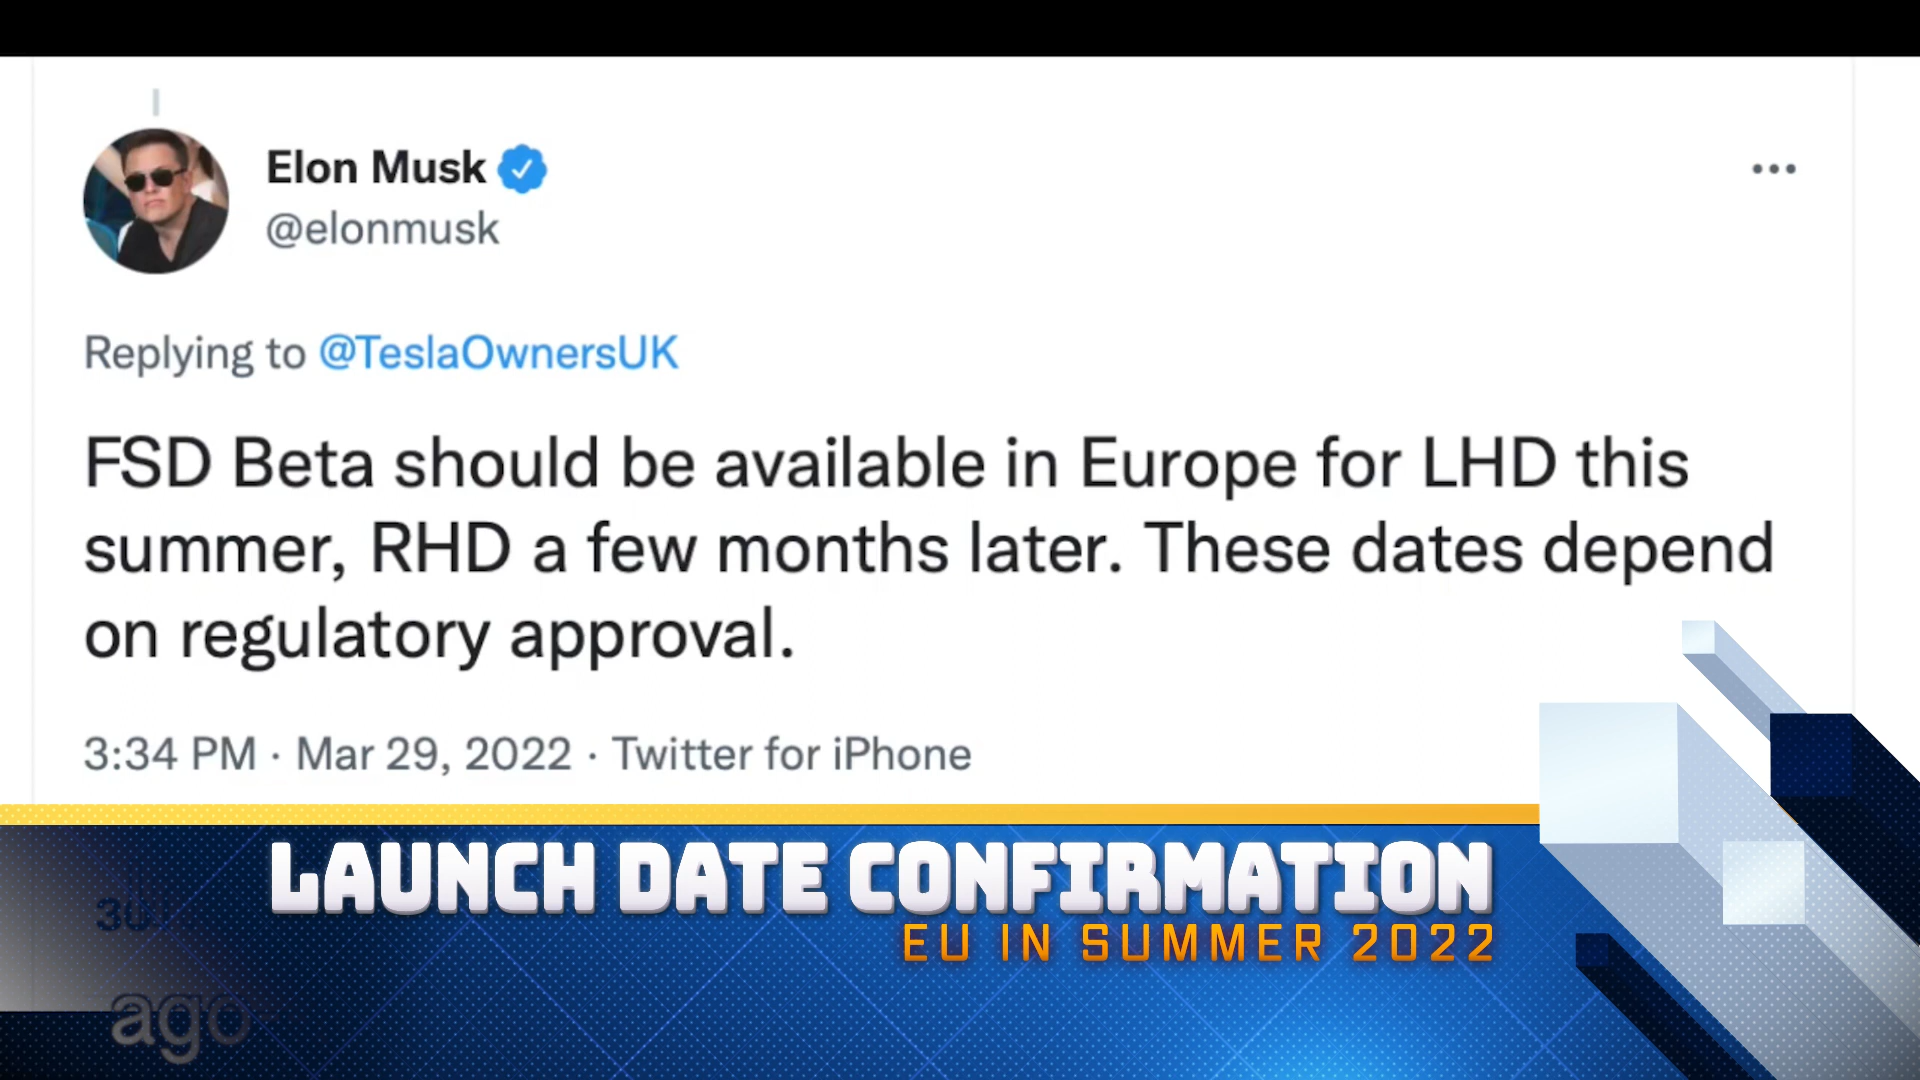 Elon Musk
@elonmusk
Replying to @TeslaOwnersUK
FSD Beta should be available in Europe for LHD this
summer, RHD a few months later. These dates depend
on regulatory approval.
3:34 PM · Mar 29, 2022 · Twitter for iPhone
LAUNCH DATE CONFIRMATION
EU IN SUMMER 2022
ago